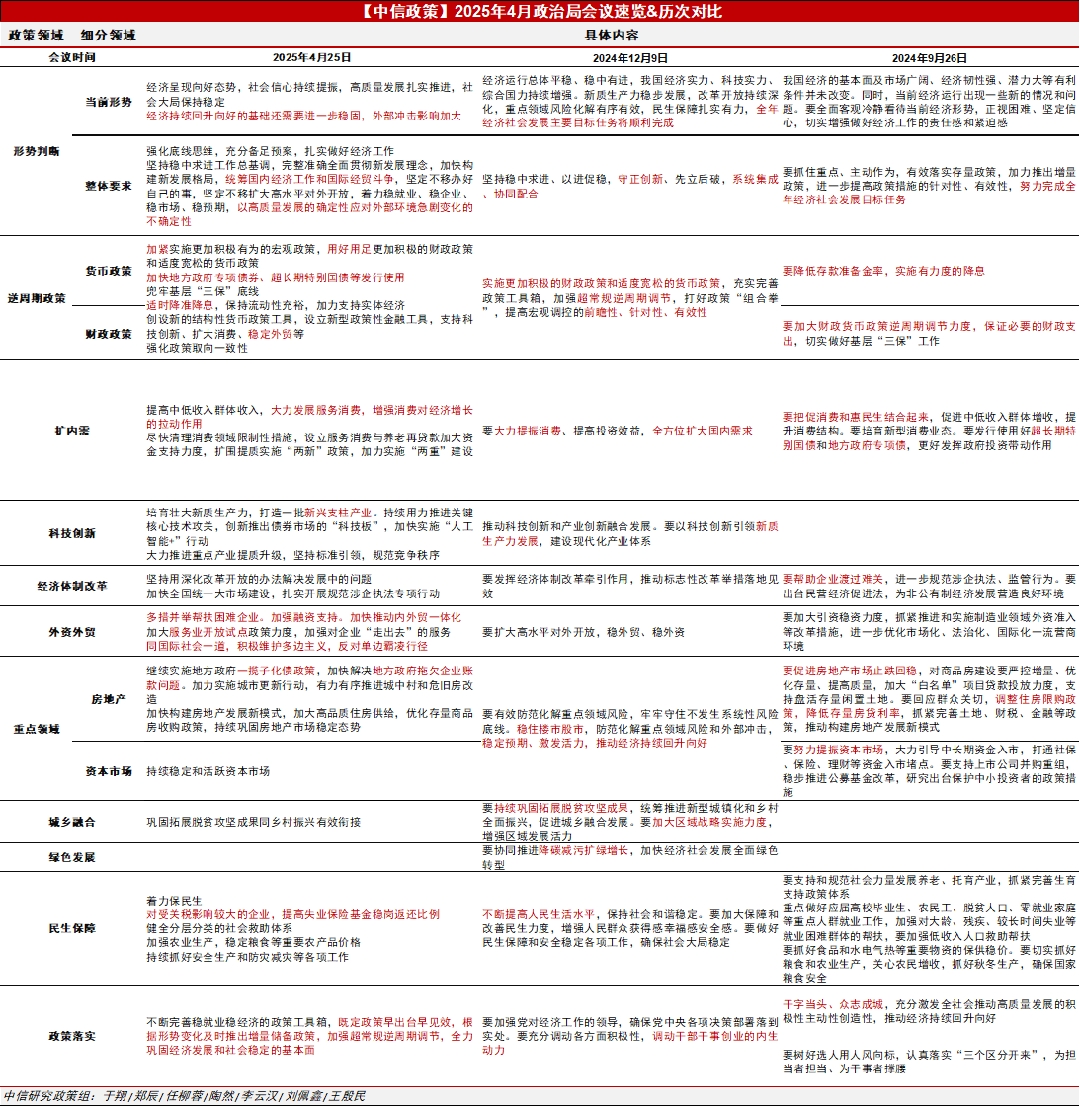 【中信政策】2025年4月政治局会议速览&历次对比
政策领域 细分领域 具体内容
会议时间 2025年4月25日 2024年12月9日 2024年9月26日
形势判断
当前形势
经济呈现向好态势，社会信心持续提振，高质量发展扎实推进，社
会大局保持稳定
经济持续回升向好的基础还需要进一步稳固，外部冲击影响加大
经济运行总体平稳、稳中有进，我国经济实力、科技实力、
综合国力持续增强。新质生产力稳步发展，改革开放持续深
化，重点领域风险化解有序有效，民生保障扎实有力，全年
经济社会发展主要目标任务将顺利完成
我国经济的基本面及市场广阔、经济韧性强、潜力大等有利
条件并未改变。同时，当前经济运行出现一些新的情况和问
题。要全面客观冷静看待当前经济形势，正视困难、坚定信
心，切实增强做好经济工作的责任感和紧迫感
整体要求
强化底线思维，充分备足预案，扎实做好经济工作
坚持稳中求进工作总基调，完整准确全面贯彻新发展理念，加快构
建新发展格局，统筹国内经济工作和国际经贸斗争，坚定不移办好
自己的事，坚定不移扩大高水平对外开放，着力稳就业、稳企业、
稳市场、稳预期，以高质量发展的确定性应对外部环境急剧变化的
不确定性
坚持稳中求进、以进促稳，守正创新、先立后破，系统集成
、协同配合
要抓住重点、主动作为，有效落实存量政策，加力推出增量
政策，进一步提高政策措施的针对性、有效性，努力完成全
年经济社会发展目标任务
逆周期政策
货币政策
财政政策
加紧实施更加积极有为的宏观政策，用好用足更加积极的财政政策
和适度宽松的货币政策
加快地方政府专项债券、超长期特别国债等发行使用
兜牢基层“三保”底线
适时降准降息，保持流动性充裕，加力支持实体经济
创设新的结构性货币政策工具，设立新型政策性金融工具，支持科
技创新、扩大消费、稳定外贸等
强化政策取向一致性
实施更加积极的财政政策和适度宽松的货币政策，充实完善
政策工具箱，加强超常规逆周期调节，打好政策“组合拳
”，提高宏观调控的前瞻性、针对性、有效性
要降低存款准备金率，实施有力度的降息
要加大财政货币政策逆周期调节力度，保证必要的财政支
出，切实做好基层“三保”工作
扩内需
提高中低收入群体收入，大力发展服务消费，增强消费对经济增长
的拉动作用
尽快清理消费领域限制性措施，设立服务消费与养老再贷款加大资
金支持力度，扩围提质实施“两新”政策，加力实施“两重”建设
要大力提振消费、提高投资效益，全方位扩大国内需求
要把促消费和惠民生结合起来，促进中低收入群体增收，提
升消费结构。要培育新型消费业态。要发行使用好超长期特
别国债和地方政府专项债，更好发挥政府投资带动作用
科技创新
培育壮大新质生产力，打造一批新兴支柱产业。持续用力推进关键
核心技术攻关，创新推出债券市场的“科技板”，加快实施“人工
智能+”行动
大力推进重点产业提质升级，坚持标准引领，规范竞争秩序
推动科技创新和产业创新融合发展。要以科技创新引领新质
生产力发展，建设现代化产业体系
经济体制改革
坚持用深化改革开放的办法解决发展中的问题
加快全国统一大市场建设，扎实开展规范涉企执法专项行动
要发挥经济体制改革牵引作用，推动标志性改革举措落地见
效
要帮助企业渡过难关，进一步规范涉企执法、监管行为。要
出台民营经济促进法，为非公有制经济发展营造良好环境
外资外贸
多措并举帮扶困难企业。加强融资支持。加快推动内外贸一体化
加大服务业开放试点政策力度，加强对企业“走出去”的服务
同国际社会一道，积极维护多边主义，反对单边霸凌行径
要扩大高水平对外开放，稳外贸、稳外资
要加大引资稳资力度，抓紧推进和实施制造业领域外资准入
等改革措施，进一步优化市场化、法治化、国际化一流营商
环境
重点领域
房地产
继续实施地方政府一揽子化债政策，加快解决地方政府拖欠企业账
款问题。加力实施城市更新行动，有力有序推进城中村和危旧房改
造
加快构建房地产发展新模式，加大高品质住房供给，优化存量商品
房收购政策，持续巩固房地产市场稳定态势
要有效防范化解重点领域风险，牢牢守住不发生系统性风险
底线。稳住楼市股市，防范化解重点领域风险和外部冲击，
稳定预期、激发活力，推动经济持续回升向好
要促进房地产市场止跌回稳，对商品房建设要严控增量、优
化存量、提高质量，加大“白名单”项目贷款投放力度，支
持盘活存量闲置土地。要回应群众关切，调整住房限购政
策，降低存量房贷利率，抓紧完善土地、财税、金融等政
策，推动构建房地产发展新模式
资本市场
持续稳定和活跃资本市场
要努力提振资本市场，大力引导中长期资金入市，打通社保
、保险、理财等资金入市堵点。要支持上市公司并购重组，
稳步推进公募基金改革，研究出台保护中小投资者的政策措
施
城乡融合
巩固拓展脱贫攻坚成果同乡村振兴有效衔接
要持续巩固拓展脱贫攻坚成果，统筹推进新型城镇化和乡村
全面振兴，促进城乡融合发展。要加大区域战略实施力度，
增强区域发展活力
绿色发展
要协同推进降碳减污扩绿增长，加快经济社会发展全面绿色
转型
民生保障
着力保民生
对受关税影响较大的企业，提高失业保险基金稳岗返还比例
健全分层分类的社会救助体系
加强农业生产，稳定粮食等重要农产品价格
持续抓好安全生产和防灾减灾等各项工作
不断提高人民生活水平，保持社会和谐稳定。要加大保障和
改善民生力度，增强人民群众获得感幸福感安全感。要做好
民生保障和安全稳定各项工作，确保社会大局稳定
要支持和规范社会力量发展养老、托育产业，抓紧完善生育
支持政策体系
重点做好应届高校毕业生、农民工、脱贫人口、零就业家庭
等重点人群就业工作，加强对大龄、残疾、较长时间失业等
就业困难群体的帮扶，要加强低收入人口救助帮扶
要抓好食品和水电气热等重要物资的保供稳价。要切实抓好
粮食和农业生产，关心农民增收，抓好秋冬生产，确保国家
粮食安全
政策落实
不断完善稳就业稳经济的政策工具箱，既定政策早出台早见效，根
据形势变化及时推出增量储备政策，加强超常规逆周期调节，全力
巩固经济发展和社会稳定的基本面
要加强党对经济工作的领导，确保党中央各项决策部署落到
实处。要充分调动各方面积极性，调动干部干事创业的内生
动力
干字当头、众志成城，充分激发全社会推动高质量发展的积
极性主动性创造性，推动经济持续回升向好
要树好选人用人风向标，认真落实“三个区分开来”，为担
当者担当、为干事者撑腰
中信研究政策组：于翔/郑辰/任柳蓉/陶然/李云汉/刘佩鑫/王殷民